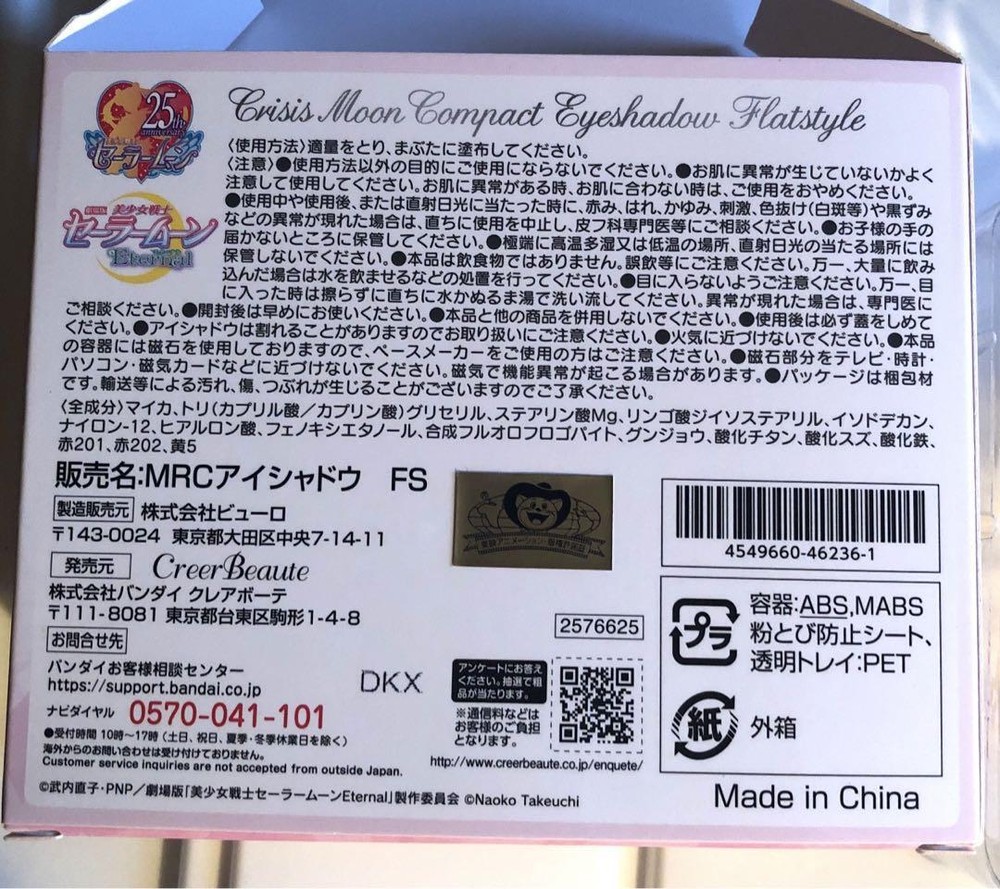 25th
anniversary
セーラームーン
Crisis Moon Compact Eyeshadow Flatstyle
劇場版
美少女戦士
セーラームーン
Eternal
〈使用方法〉適量をとり、まぶたに塗布してください。
〈注意〉●使用方法以外の目的にご使用にならないでください。●お肌に異常が生じていないかよく
注意して使用してください。お肌に異常がある時、お肌に合わない時は、ご使用をおやめください。
●使用中や使用後、または直射日光に当たった時に、赤み、はれ、かゆみ、刺激、色抜け(白斑等)や黒ずみ
などの異常が現れた場合は、直ちに使用を中止し、皮フ科専門医等にご相談ください。●お子様の手の
届かないところに保管してください。●極端に高温多湿又は低温の場所、直射日光の当たる場所には
保管しないでください。●本品は飲食物ではありません。誤飲等にご注意ください。万一、大量に飲み
込んだ場合は水を飲ませるなどの処置を行ってください。●目に入らないようご注意ください。万一、目
に入った時は擦らずに直ちに水かぬるま湯で洗い流してください。異常が現れた場合は、専門医に
ご相談ください。●開封後は早めにお使いください。●本品と他の商品を併用しないでください。●使用後は必ず蓋をしめて
ください。●アイシャドウは割れることがありますのでお取り扱いにご注意ください。●火気に近づけないでください。●本品
の容器には磁石を使用しておりますので、ペースメーカーをご使用の方はご注意ください。●磁石部分をテレビ・時計・
パソコン・磁気カードなどに近づけないでください。磁気で機能異常が起こる場合があります。●パッケージは梱包材
です。輸送等による汚れ、傷、つぶれが生じることがございますのでご了承ください。
〈全成分〉マイカ、トリ(カプリル酸／カプリン酸)グリセリル、ステアリン酸Mg、リンゴ酸ジイソステアリル、イソドデカン、
ナイロン-12、ヒアルロン酸、フェノキシエタノール、合成フルオロフロゴパイト、グンジョウ、酸化チタン、酸化スズ、酸化鉄、
赤201、赤202、黄5
販売名:MRCアイシャドウ FS
製造販売元 株式会社ビューロ
〒143-0024 東京都大田区中央7-14-11
発売元 CreerBeaute
株式会社バンダイ クレアボーテ
〒111-8081 東京都台東区駒形1-4-8
お問合せ先
バンダイお客様相談センター
https://support.bandai.co.jp
ナビダイヤル 0570-041-101
●受付時間 10時～17時(土日、祝日、夏季・冬季休業日を除く)
海外からのお問い合わせは受け付けておりません。
Customer service inquiries are not accepted from outside Japan.
©武内直子・PNP／劇場版「美少女戦士セーラームーンEternal」製作委員会 ©Naoko Takeuchi
DKX
東映アニメーション・版権許諾証
2576625
アンケートにお答え
ください。抽選で粗
品が当たります。
※通信料などは
お客様のご負担
となります。
http://www.creerbeaute.co.jp/enquete/
4549660-46236-1
プラ
容器:ABS,MABS
粉とび防止シート、
透明トレイ:PET
紙
外箱
Made in China